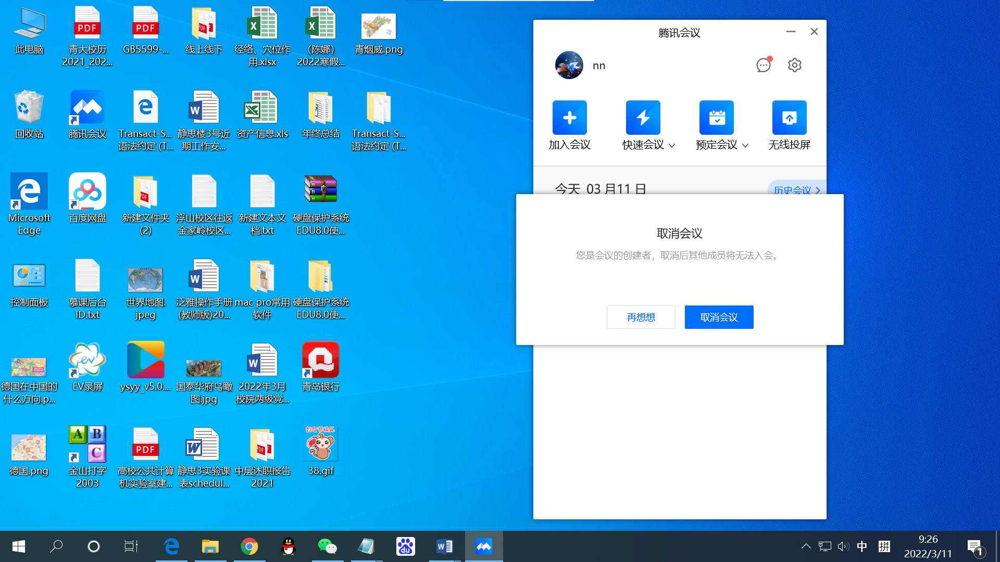 此电脑
青大校历
2021_202...
GB5599-...
线上线下
经络、穴位作
用.xlsx
（陈娜）
2022寒假...
青烟威.png
回收站
腾讯会议
Transact-S...
语法约定 (T...
静思楼3号近
期工作安...
资产信息.xls
年终总结
Transact-S...
语法约定 (T...
Microsoft
Edge
百度网盘
新建文件夹
(2)
浮山校区往返
金家岭校区...
新建文本文
档.txt
硬盘保护系统
EDU8.0使...
控制面板
慕课后台
ID.txt
世界地图.
jpeg
泛雅操作手册
(教师版)20...
mac pro常用
软件
硬盘保护系统
EDU8.0使...
德国在中国的
什么方向.p...
EV录屏
ysyy_v5.0....
国泰华府鸟瞰
图.jpg
2022年3月
校院两级党...
青岛银行
德国.png
金山打字
2003
高校公共计算
机实验室建...
静思3实验课
表schedul...
中层述职报告
2021
38.gif
腾讯会议
nn
加入会议
快速会议
预定会议
无线投屏
今天 03 月11 日
历史会议
取消会议
您是会议的创建者，取消后其他成员将无法入会。
再想想
取消会议
中
拼
9:26
2022/3/11
1